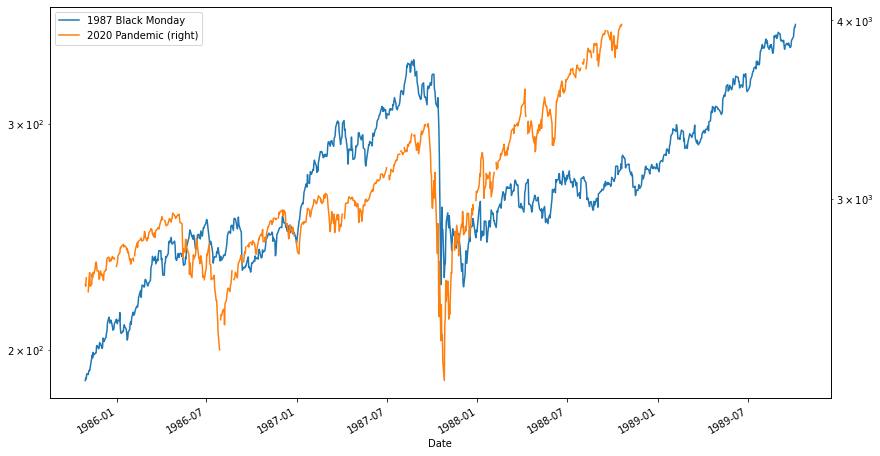 1987 Black Monday
2020 Pandemic (right)
4 × 10³
3 × 10²
3 × 10³
2 × 10²
1986-01
1986-07
1987-01
1987-07
1988-01
1988-07
1989-01
1989-07
Date